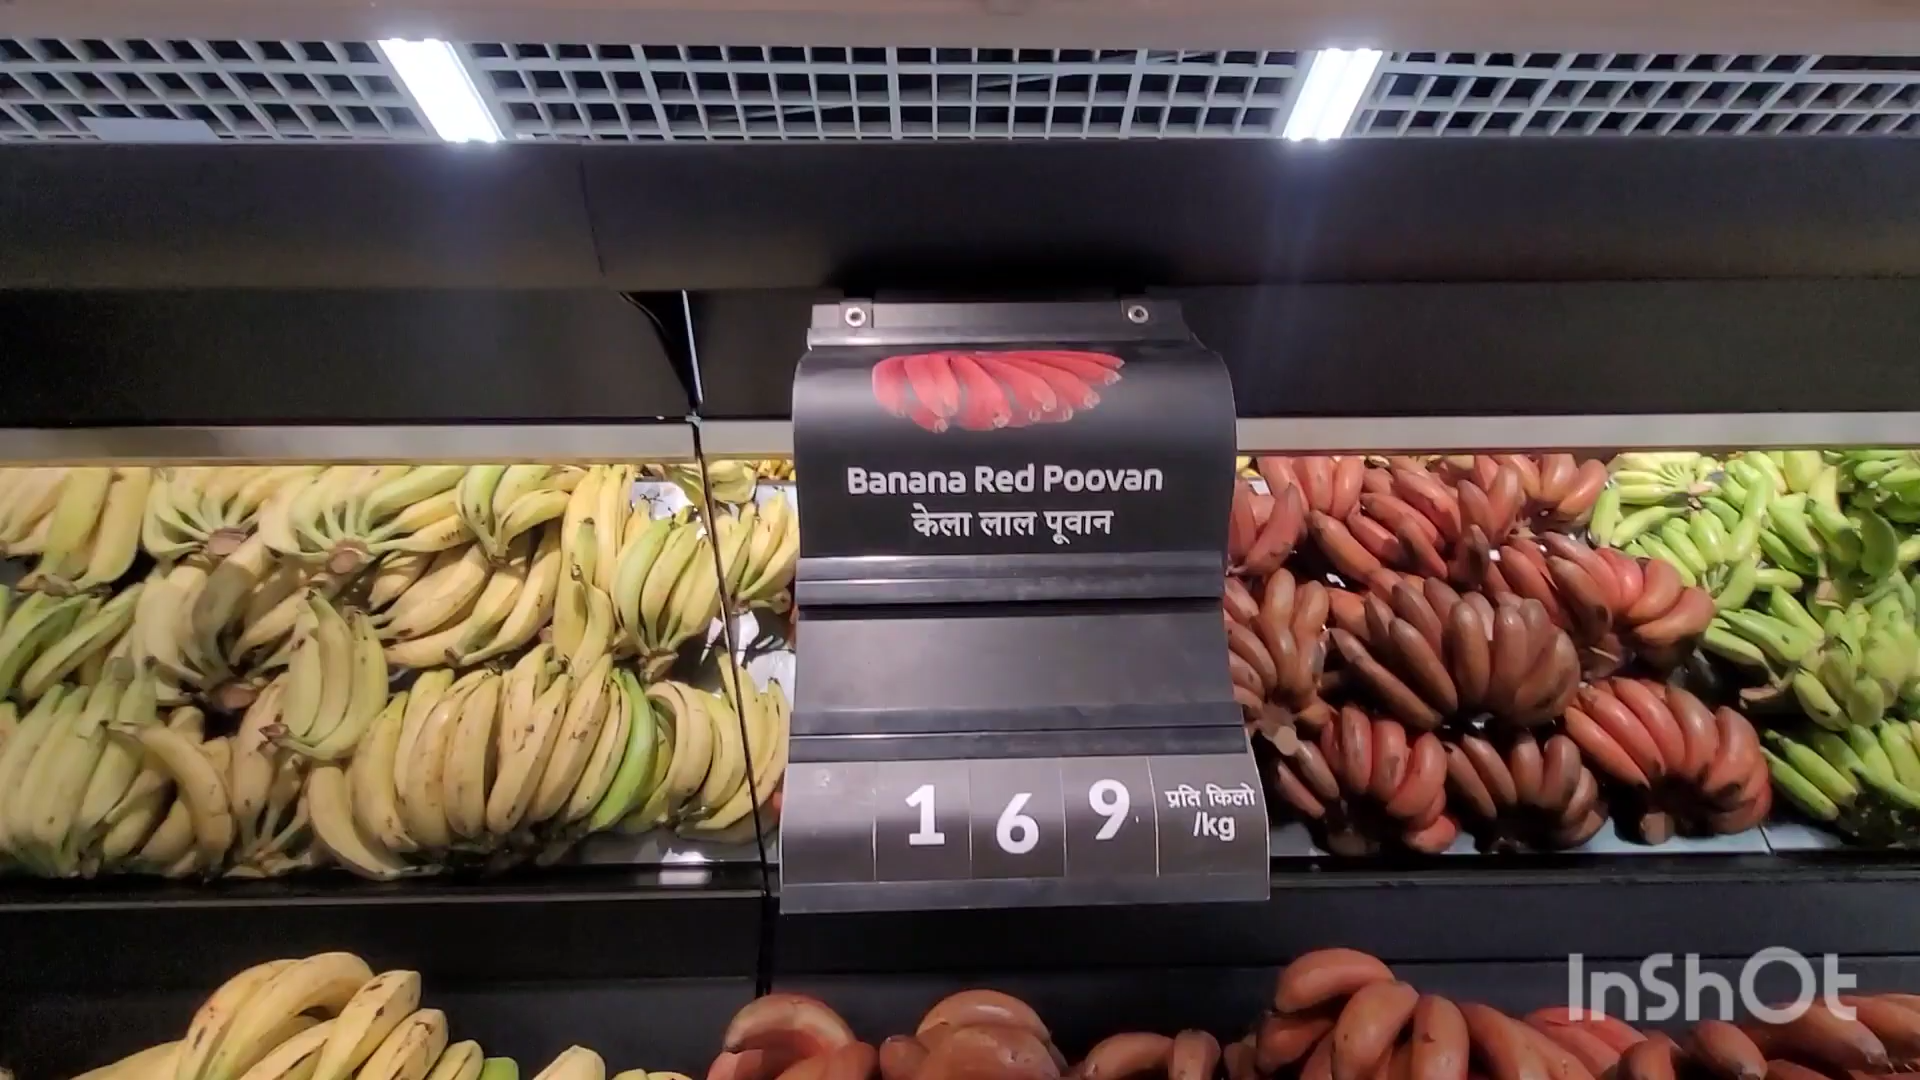 Banana Red Poovan
केला लाल पूवान
1 6 9 प्रति किलो
/kg
InShOt